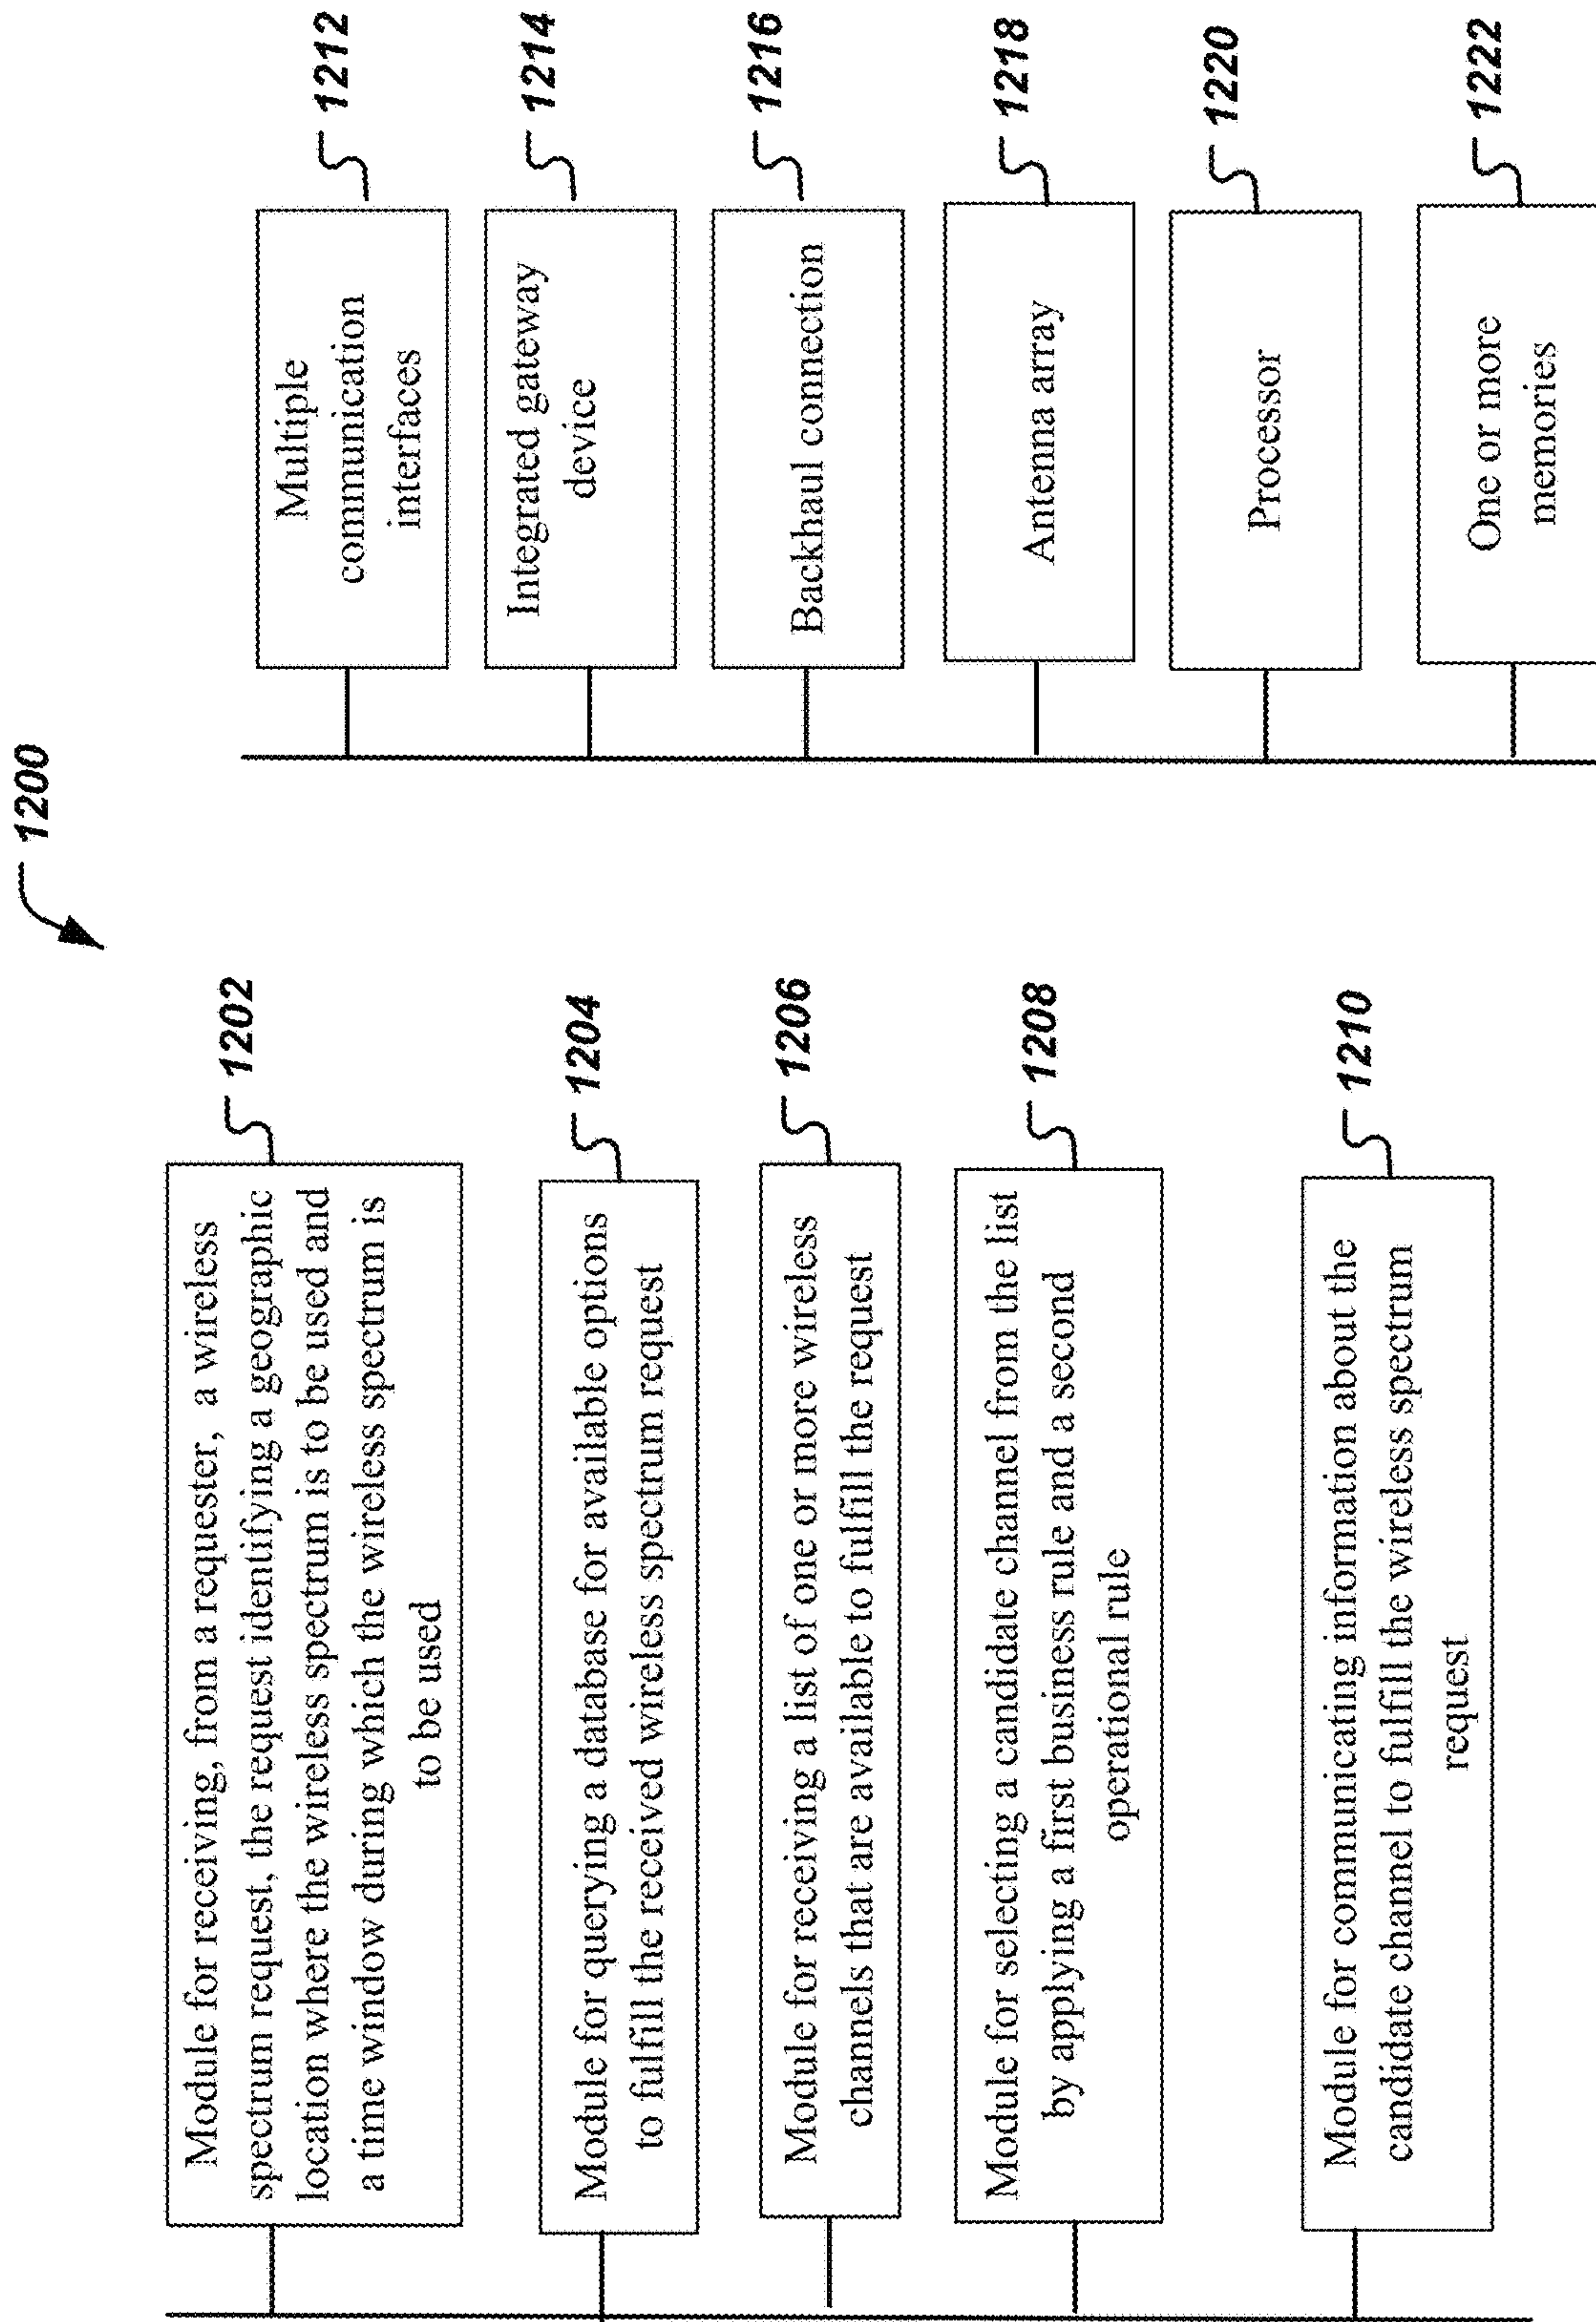 1200
Module for receiving, from a requester, a wireless
spectrum request, the request identifying a geographic
location where the wireless spectrum is to be used and
a time window during which the wireless spectrum is
to be used
1202
Module for querying a database for available options
to fulfill the received wireless spectrum request
1204
Module for receiving a list of one or more wireless
channels that are available to fulfill the request
1206
Module for selecting a candidate channel from the list
by applying a first business rule and a second
operational rule
1208
Module for communicating information about the
candidate channel to fulfill the wireless spectrum
request
1210
Multiple
communication
interfaces
1212
Integrated gateway
device
1214
Backhaul connection
1216
Antenna array
1218
Processor
1220
One or more
memories
1222